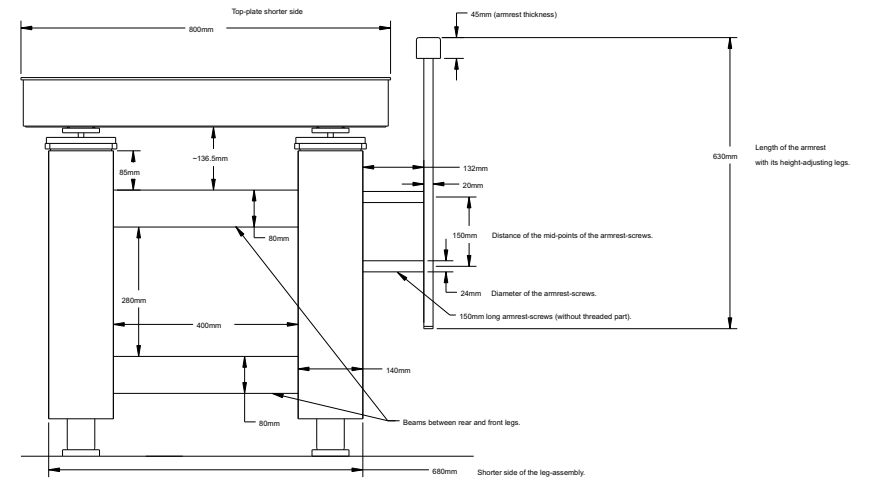 Top-plate shorter side
45mm (armrest thickness)
800mm
~136.5mm
85mm
132mm
20mm
630mm
Length of the armrest
with its height-adjusting legs.
80mm
150mm Distance of the mid-points of the armrest-screws.
280mm
24mm Diameter of the armrest-screws.
150mm long armrest-screws (without threaded part).
400mm
140mm
80mm
Beams between rear and front legs.
680mm Shorter side of the leg-assembly.